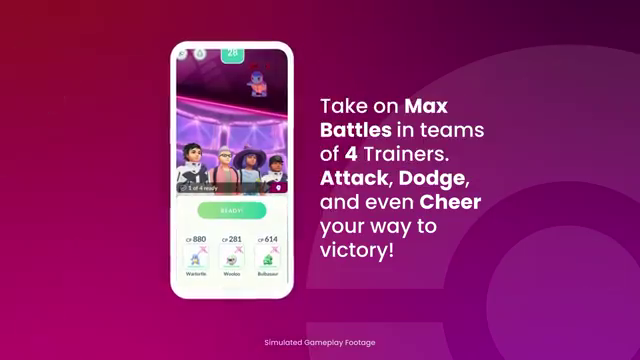 28
1 of 4 ready
READY!
CP 880 CP 281 CP 614
Wartortle Wooloo Bulbasaur
Take on Max
Battles in teams
of 4 Trainers.
Attack, Dodge,
and even Cheer
your way to
victory!
Simulated Gameplay Footage